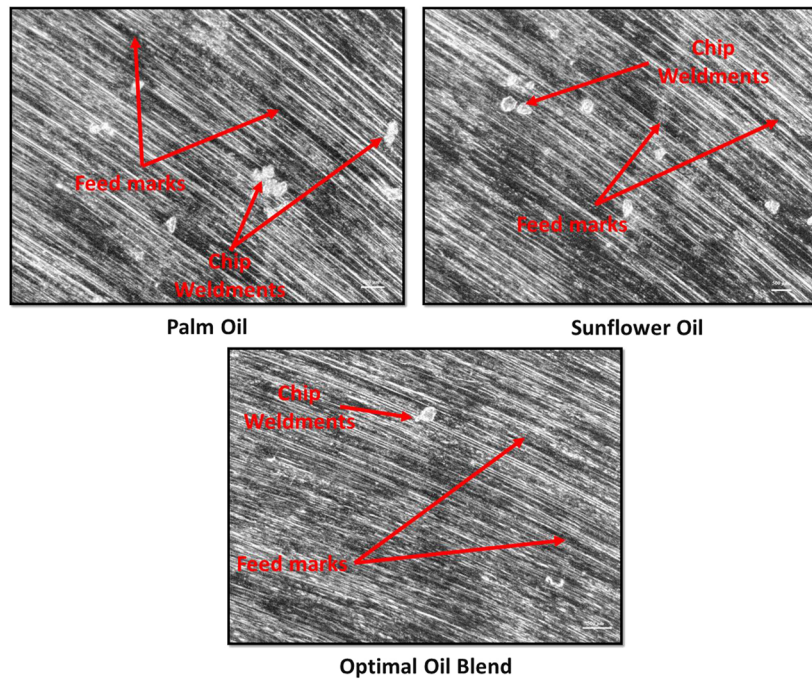 Feed marks
Chip
Weldments
Palm Oil
Chip
Weldments
Feed marks
Sunflower Oil
Chip
Weldments
Feed marks
Optimal Oil Blend